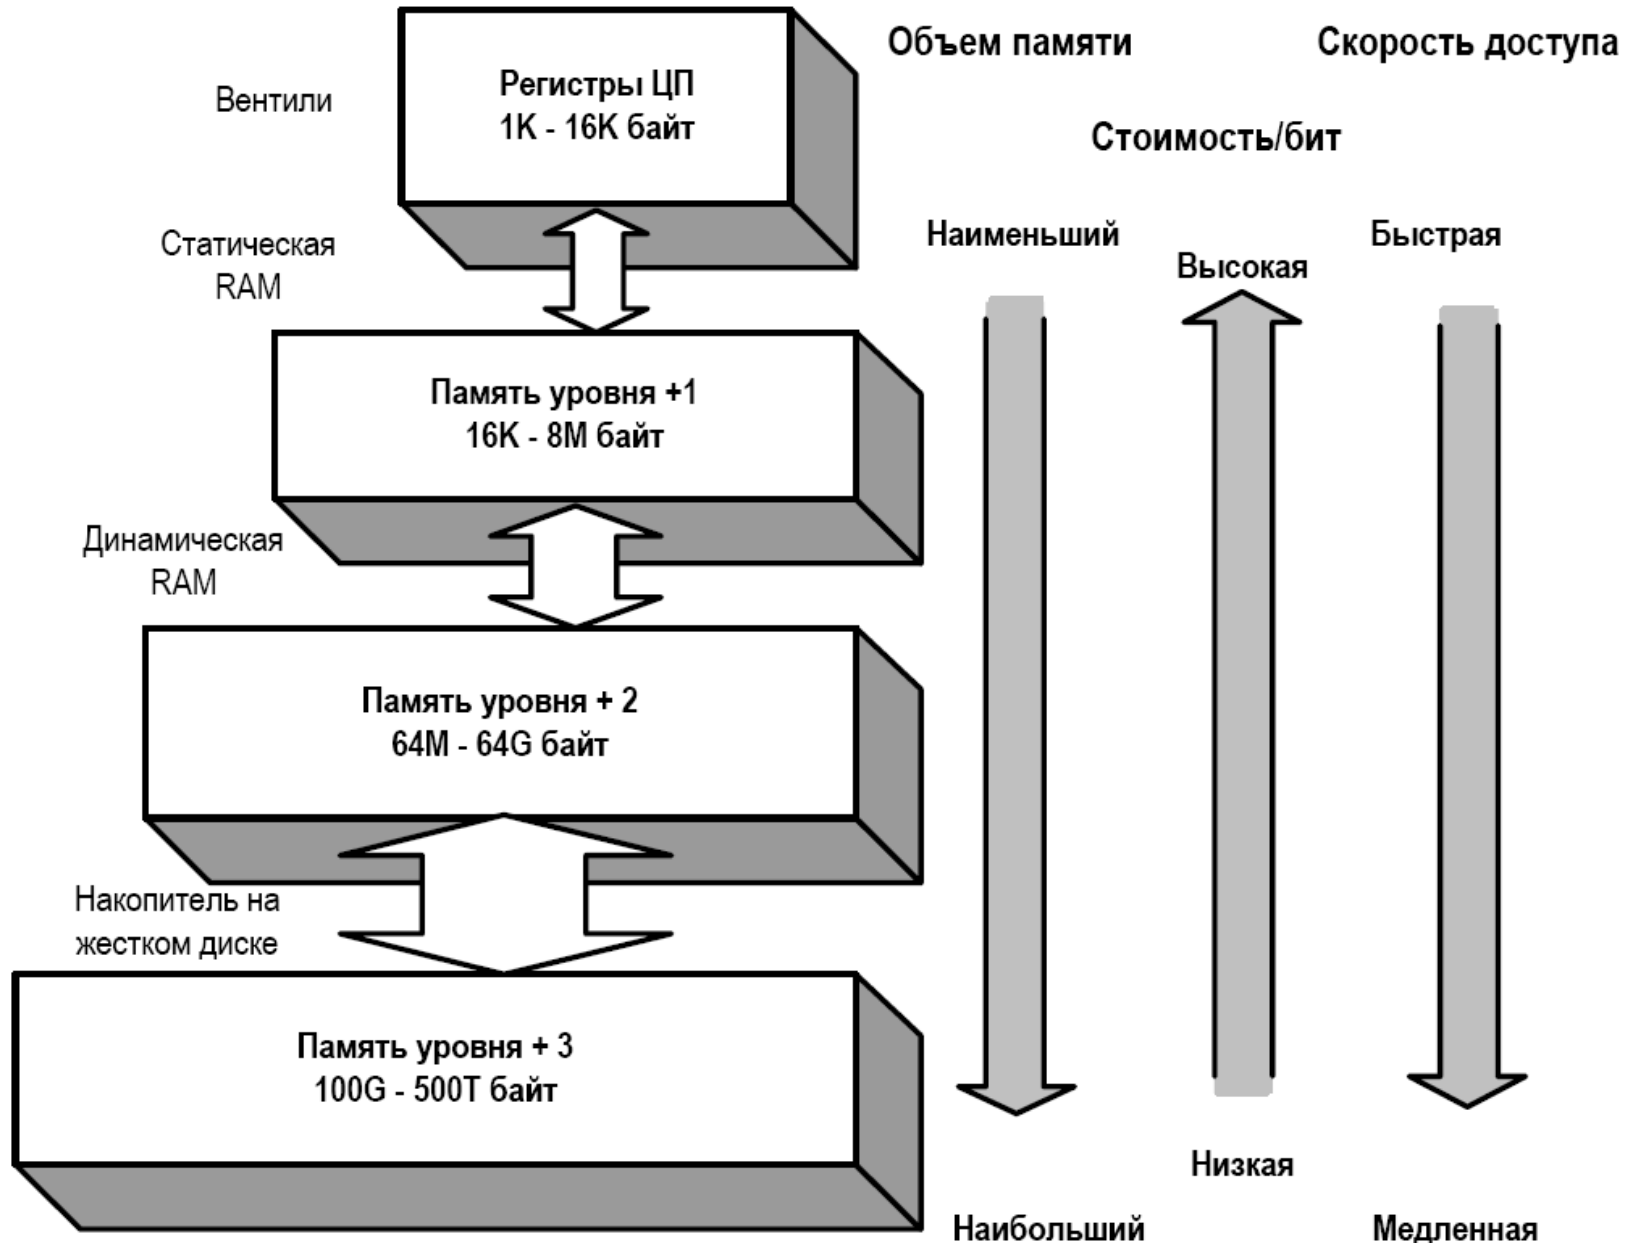 Объем памяти
Скорость доступа
Стоимость/бит
Вентили
Регистры ЦП
1K - 16K байт
Статическая
RAM
Наименьший
Высокая
Быстрая
Память уровня +1
16K - 8M байт
Динамическая
RAM
Память уровня + 2
64M - 64G байт
Накопитель на
жестком диске
Память уровня + 3
100G - 500T байт
Низкая
Наибольший
Медленная